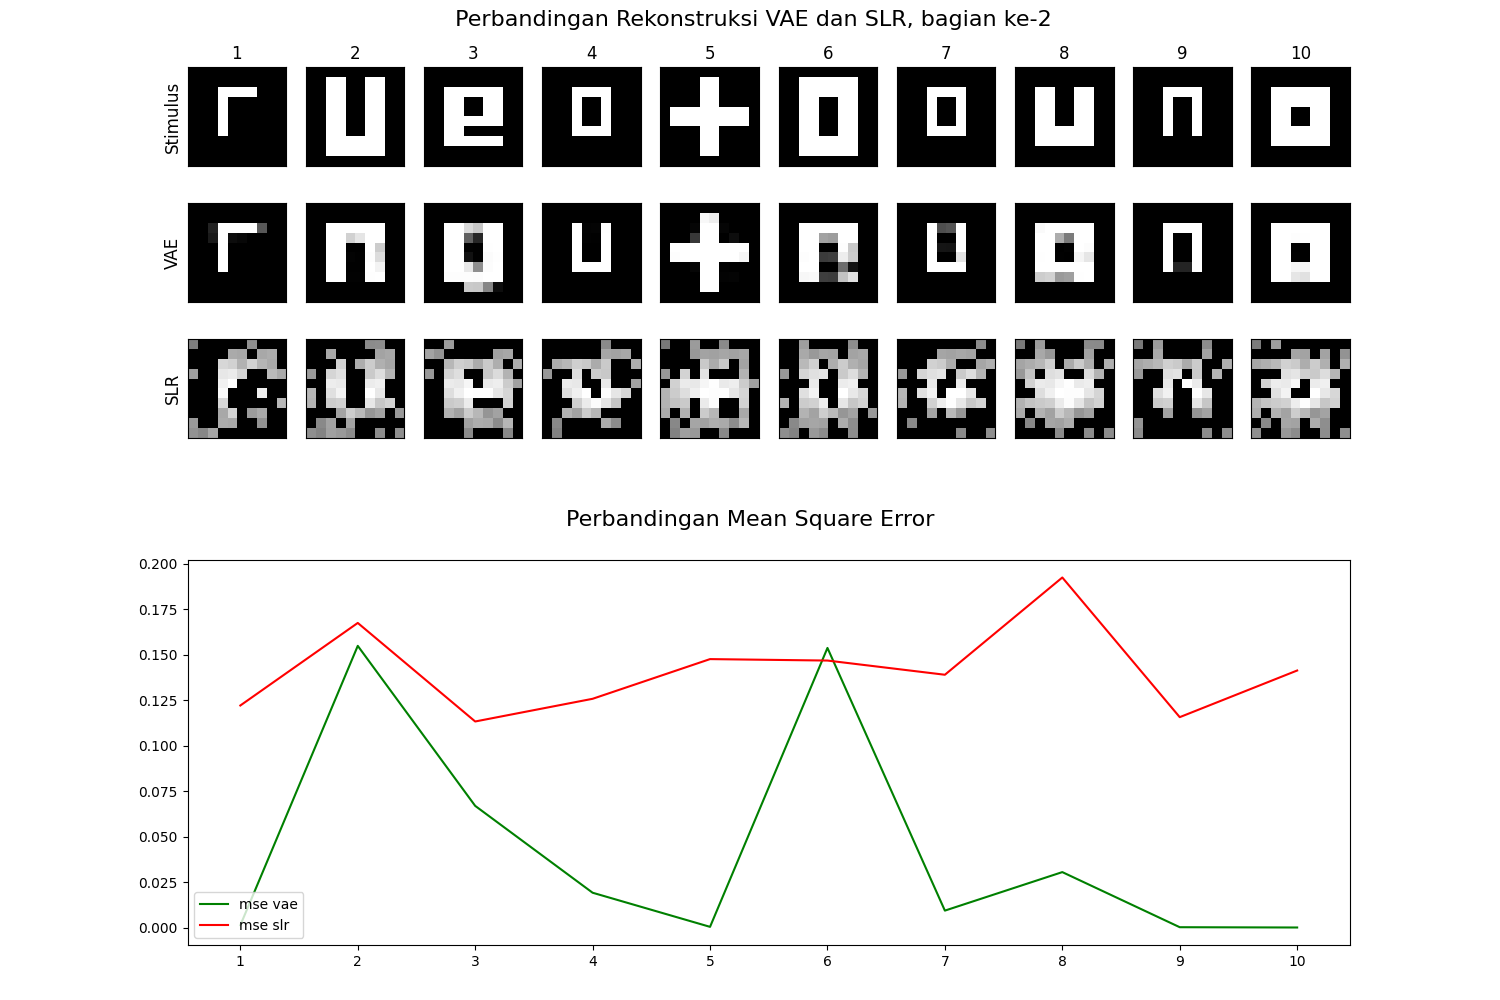 Perbandingan Rekonstruksi VAE dan SLR, bagian ke-2
1 2 3 4 5 6 7 8 9 10
Stimulus
VAE
SLR
Perbandingan Mean Square Error
0.200
0.175
0.150
0.125
0.100
0.075
0.050
0.025
0.000
mse vae
mse slr
1 2 3 4 5 6 7 8 9 10